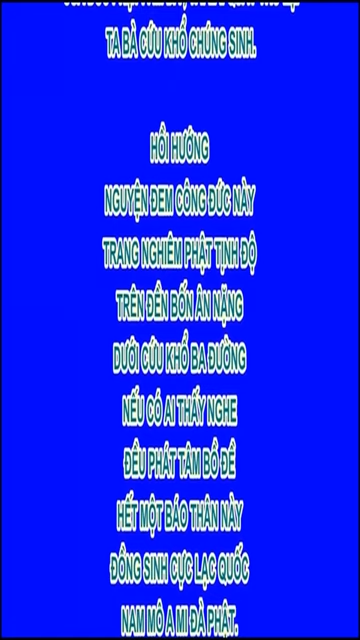 TA BÀ CỨU KHỔ CHÚNG SINH.
HỒI HƯỚNG
NGUYỆN ĐEM CÔNG ĐỨC NÀY
TRANG NGHIÊM PHẬT TỊNH ĐỘ
TRÊN ĐỀN BỐN ÂN NẶNG
DƯỚI CỨU KHỔ BA ĐƯỜNG
NẾU CÓ AI THẤY NGHE
ĐỀU PHÁT TÂM BỒ ĐỀ
HẾT MỘT BÁO THÂN NÀY
ĐỒNG SINH CỰC LẠC QUỐC
NAM MÔ A MI ĐÀ PHẬT.